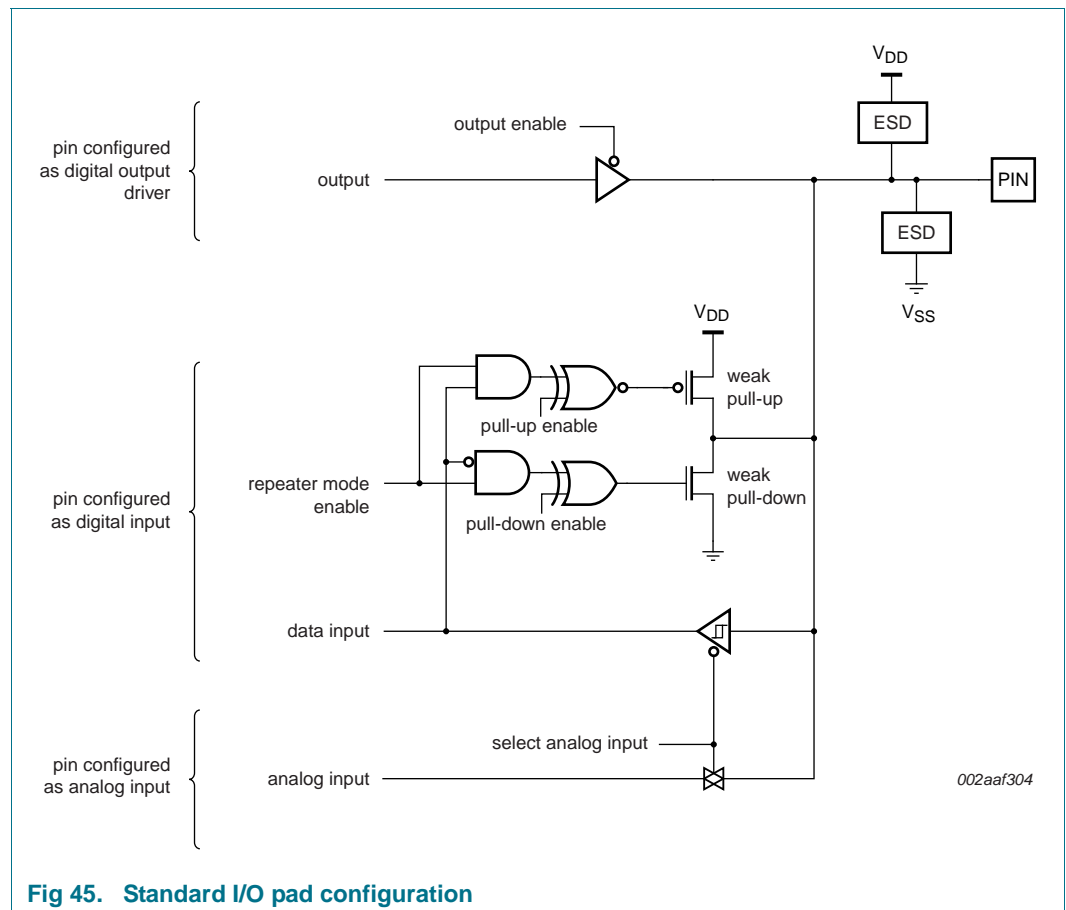 VDD
ESD
output enable
pin configured
as digital output
driver
output
PIN
ESD
VSS
VDD
weak
pull-up
pull-up enable
pin configured
as digital input
repeater mode
enable
weak
pull-down
pull-down enable
data input
select analog input
pin configured
as analog input
analog input
002aaf304
Fig 45. Standard I/O pad configuration